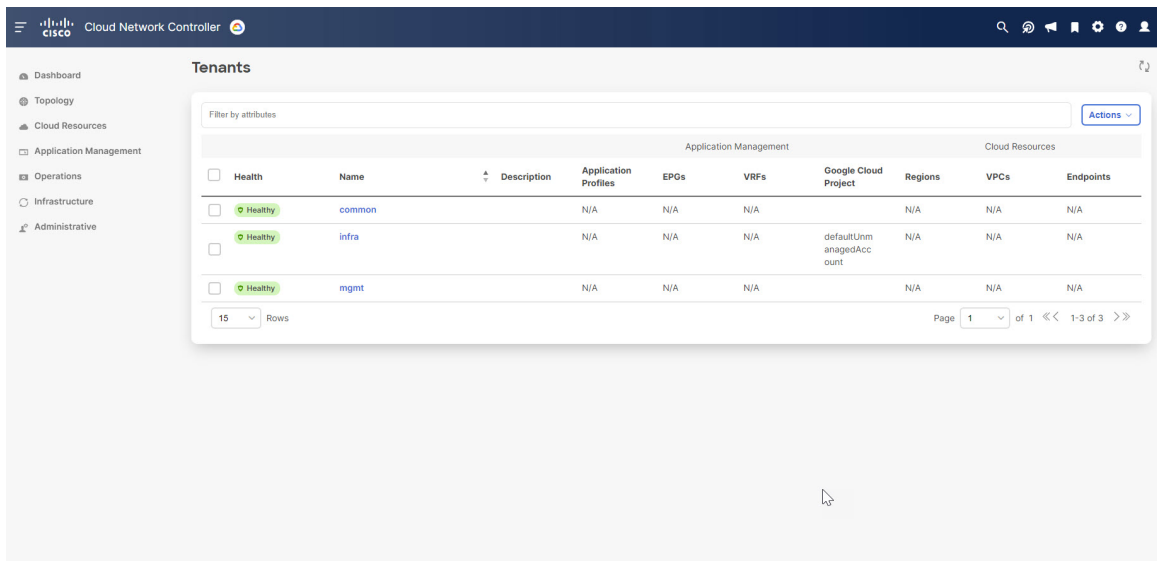 CISCO Cloud Network Controller
Dashboard
Topology
Cloud Resources
Application Management
Operations
Infrastructure
Administrative
Tenants
Filter by attributes
Actions
Application Management Cloud Resources
Health Name Description Application Profiles EPGs VRFs Google Cloud Project Regions VPCs Endpoints
Healthy common N/A N/A N/A N/A N/A N/A
Healthy infra N/A N/A N/A defaultUnm N/A N/A N/A
anagedAcc
ount
Healthy mgmt N/A N/A N/A N/A N/A N/A
15 Rows Page 1 of 1 1-3 of 3